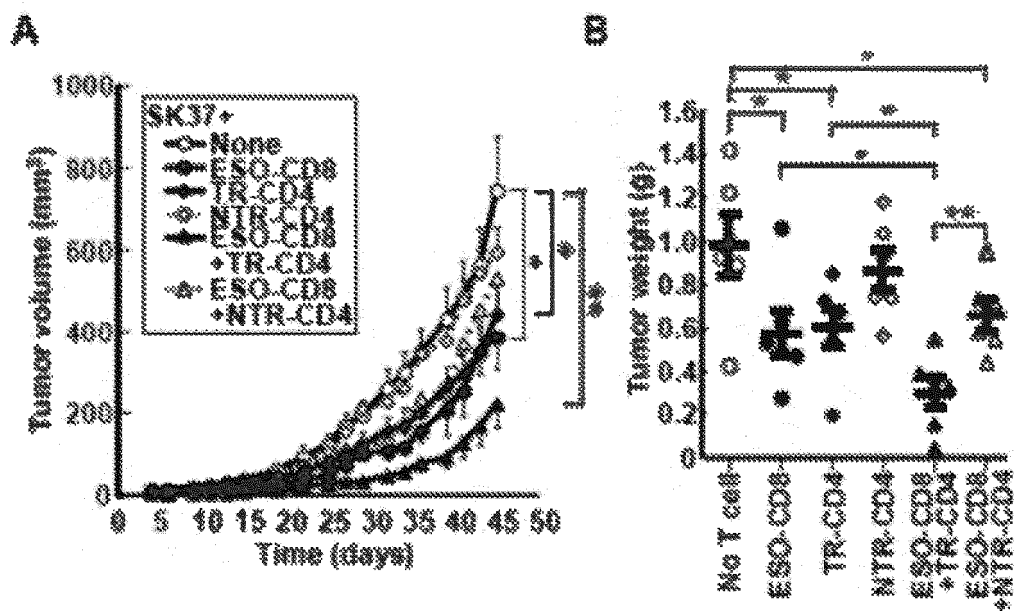 A
Tumor volume (mm³)
1000
800
600
400
200
0
SK37+
None
ESO-CD8
TR-CD4
NTR-CD4
ESO-CD8
+TR-CD4
ESO-CD8
+NTR-CD4
*
*
**
0 5 10 15 20 25 30 35 40 45 50
Time (days)
B
Tumor weight (g)
1.6
1.4
1.2
1.0
0.8
0.6
0.4
0.2
0
*
*
*
*
*
**
No T cell
ESO-CD8
TR-CD4
NTR-CD4
ESO-CD8
+TR-CD4
ESO-CD8
+NTR-CD4